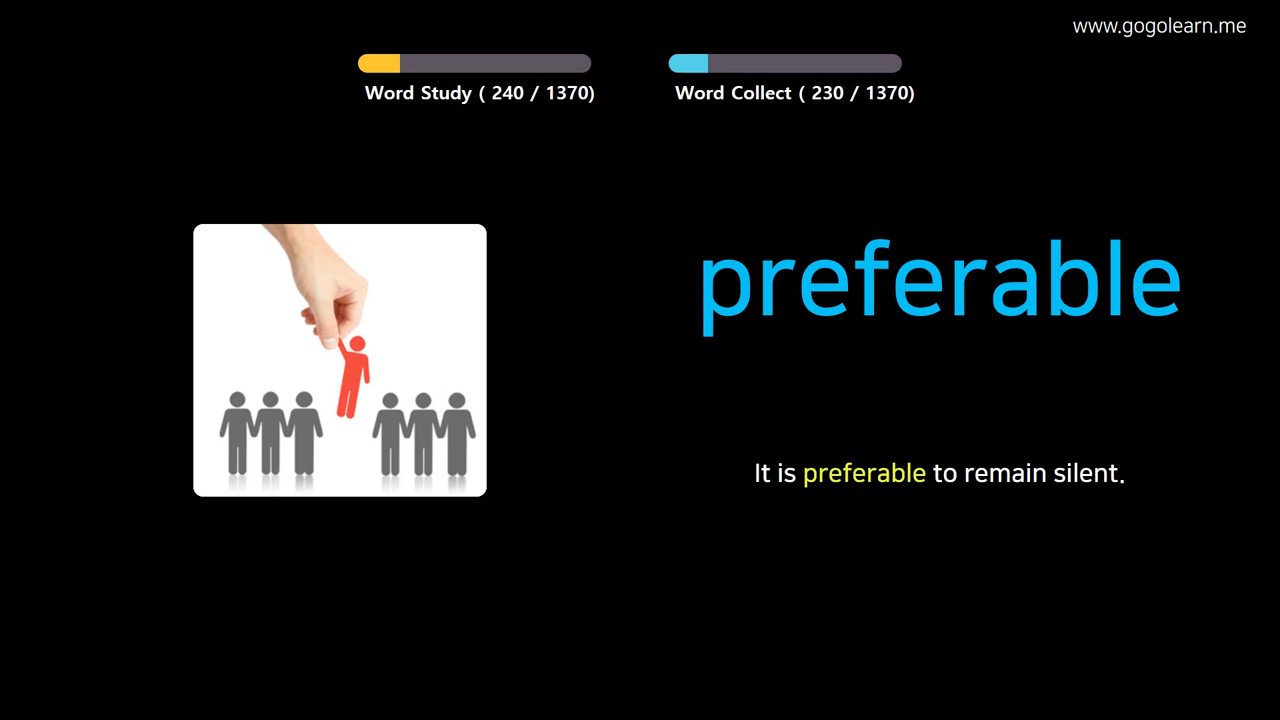 www.gogolearn.me
Word Study ( 240 / 1370)
Word Collect ( 230 / 1370)
preferable
It is preferable to remain silent.